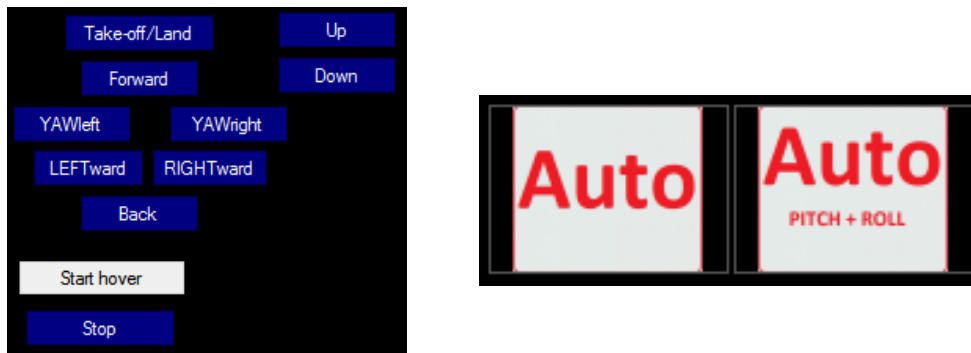 Take-off/Land
Up
Forward
Down
YAWleft
YAWright
LEFTward
RIGHTward
Back
Start hover
Stop
Auto
Auto
PITCH + ROLL